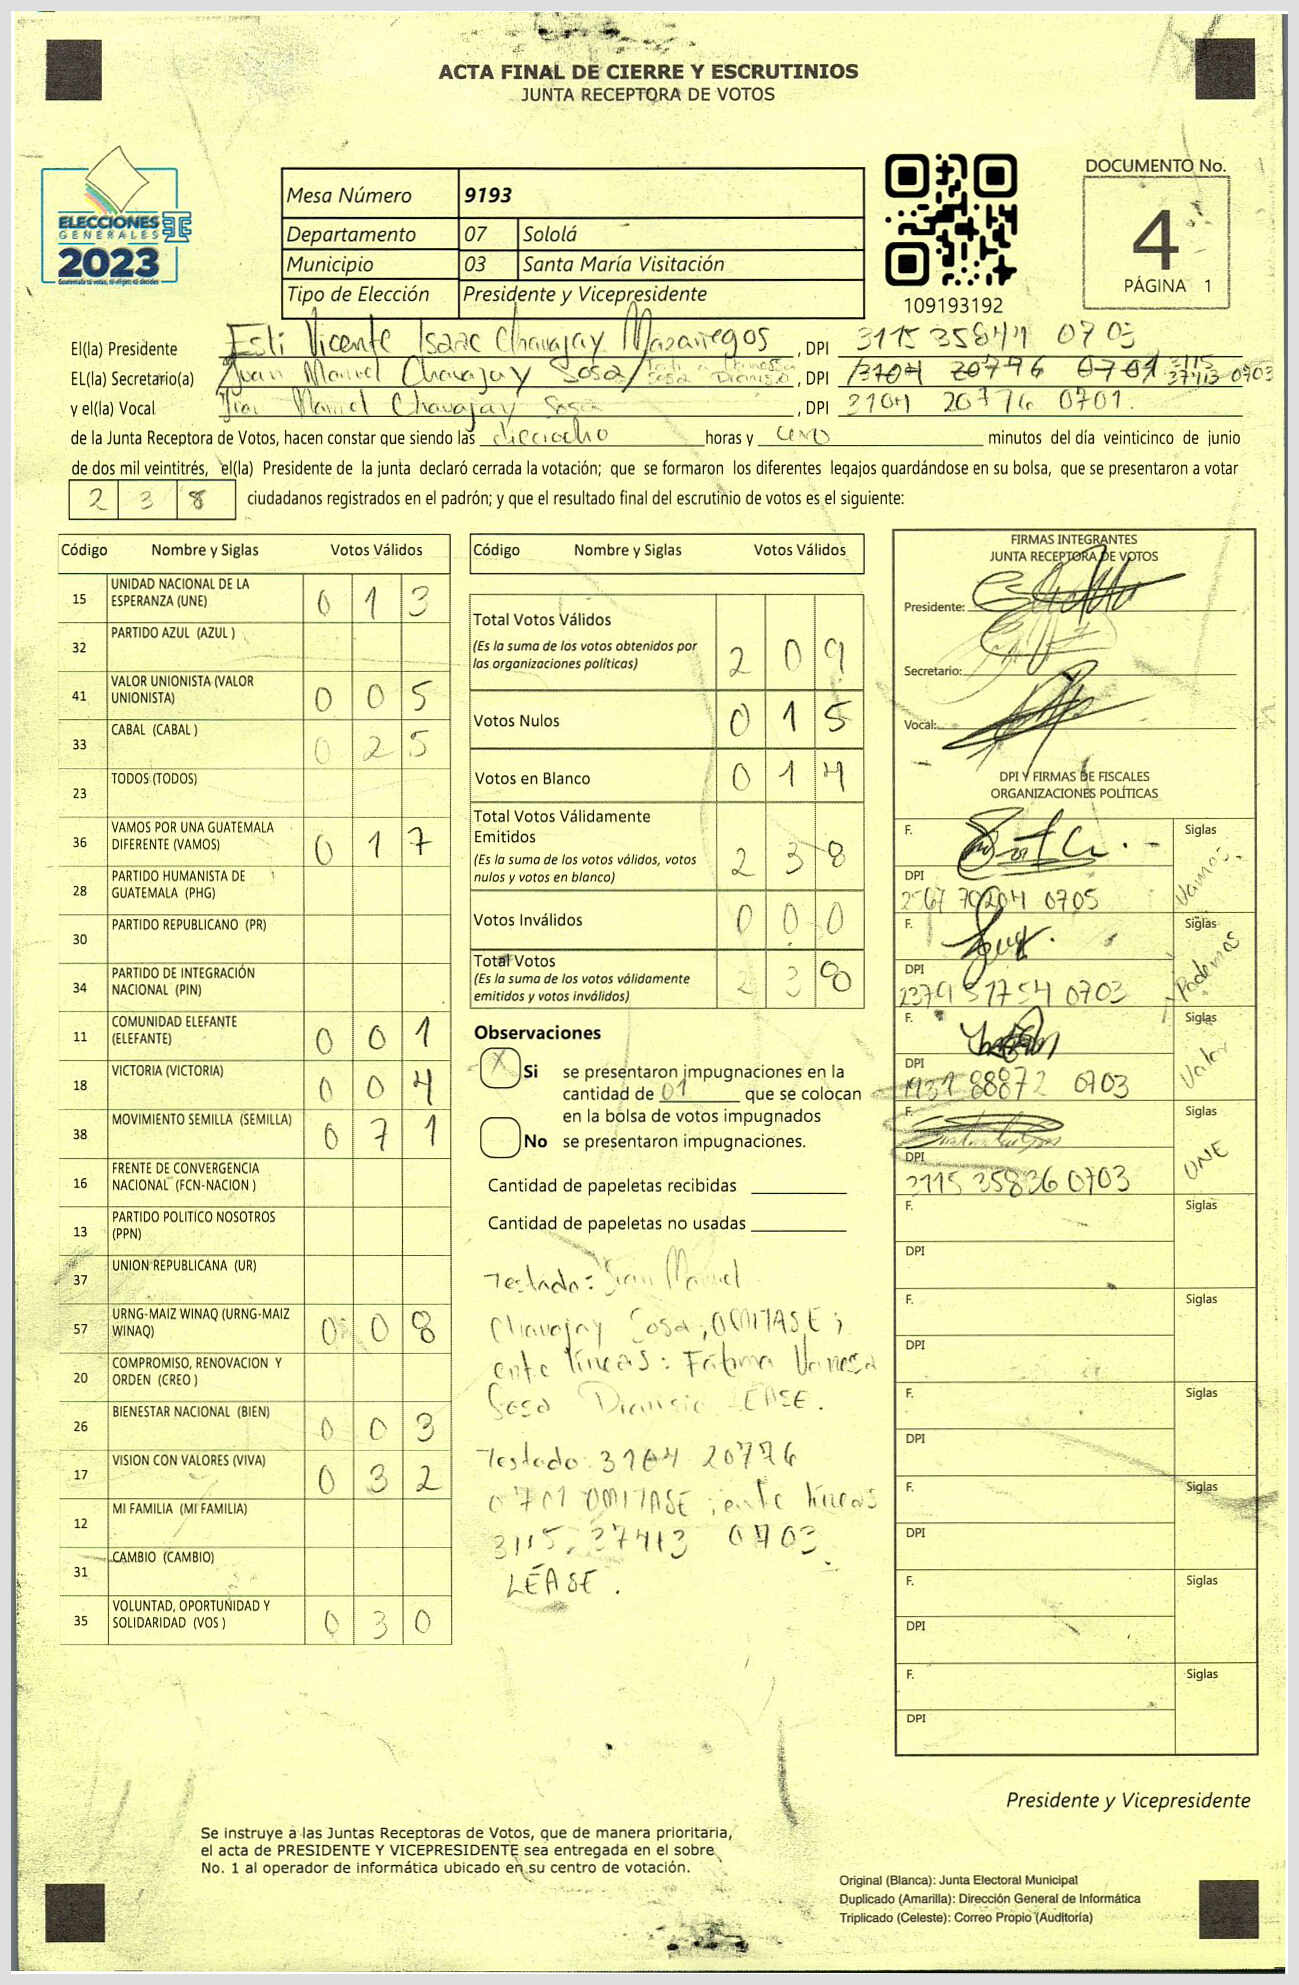 ACTA FINAL DE CIERRE Y ESCRUTINIOS
JUNTA RECEPTORA DE VOTOS
ELECCIONES
GENERALES
2023
Mesa Número 9193
Departamento 07 Sololá
Municipio 03 Santa María Visitación
Tipo de Elección Presidente y Vicepresidente
109193192
DOCUMENTO No.
4
PÁGINA 1
El(la) Presidente Esli Vicente Isaac Chavajay Mazariegos, DPI 3115 35844 0703
EL(la) Secretario(a) Juan Manuel Chavajay Sosa / Sosa Dionisio, DPI 3104 20776 0701 3115 37413 0703
y el(la) Vocal Juan Manuel Chavajay Sosa, DPI 3104 20776 0701.
de la Junta Receptora de Votos, hacen constar que siendo las dieciocho horas y cero minutos del día veinticinco de junio
de dos mil veintitrés, el(la) Presidente de la junta declaró cerrada la votación; que se formaron los diferentes legajos guardándose en su bolsa, que se presentaron a votar
2 3 8 ciudadanos registrados en el padrón; y que el resultado final del escrutinio de votos es el siguiente:
Código Nombre y Siglas Votos Válidos
15 UNIDAD NACIONAL DE LA ESPERANZA (UNE) 0 1 3
32 PARTIDO AZUL (AZUL )
41 VALOR UNIONISTA (VALOR UNIONISTA) 0 0 5
33 CABAL (CABAL ) 0 2 5
23 TODOS (TODOS)
36 VAMOS POR UNA GUATEMALA DIFERENTE (VAMOS) 0 1 7
28 PARTIDO HUMANISTA DE GUATEMALA (PHG)
30 PARTIDO REPUBLICANO (PR)
34 PARTIDO DE INTEGRACIÓN NACIONAL (PIN)
11 COMUNIDAD ELEFANTE (ELEFANTE) 0 0 1
18 VICTORIA (VICTORIA) 0 0 4
38 MOVIMIENTO SEMILLA (SEMILLA) 0 7 1
16 FRENTE DE CONVERGENCIA NACIONAL (FCN-NACION )
13 PARTIDO POLITICO NOSOTROS (PPN)
37 UNION REPUBLICANA (UR)
57 URNG-MAIZ WINAQ (URNG-MAIZ WINAQ) 0 0 8
20 COMPROMISO, RENOVACION Y ORDEN (CREO )
26 BIENESTAR NACIONAL (BIEN) 0 0 3
17 VISION CON VALORES (VIVA) 0 3 2
12 MI FAMILIA (MI FAMILIA)
31 CAMBIO (CAMBIO)
35 VOLUNTAD, OPORTUNIDAD Y SOLIDARIDAD (VOS ) 0 3 0
Código Nombre y Siglas Votos Válidos
Total Votos Válidos 2 0 9
(Es la suma de los votos obtenidos por
las organizaciones políticas)
Votos Nulos 0 1 5
Votos en Blanco 0 1 4
Total Votos Válidamente
Emitidos 2 3 8
(Es la suma de los votos válidos, votos
nulos y votos en blanco)
Votos Inválidos 0 0 0
Total Votos 2 3 8
(Es la suma de los votos válidamente
emitidos y votos inválidos)
Observaciones
X Si se presentaron impugnaciones en la
cantidad de 01 que se colocan
en la bolsa de votos impugnados
No se presentaron impugnaciones.
Cantidad de papeletas recibidas
Cantidad de papeletas no usadas
Testado: Juan Manuel
Chavajay Sosa, OMITASE;
ente líneas: Fátima Vanessa
Sosa Dionisio LEASE.
Testado: 3104 20776
0701 OMITASE; ente líneas
3115. 37413 0703
LÉASE.
FIRMAS INTEGRANTES
JUNTA RECEPTORA DE VOTOS
Presidente:
Secretario:
Vocal:
DPI Y FIRMAS DE FISCALES
ORGANIZACIONES POLÍTICAS
F. Siglas Vamos.
DPI 2567 70204 0705
F. Siglas Podemos
DPI 2379 51754 0703
F. Siglas Valor
DPI 1937 88872 0703
F. Siglas UNE
DPI 3115 35836 0703
F. Siglas
DPI
F. Siglas
DPI
F. Siglas
DPI
F. Siglas
DPI
F. Siglas
DPI
F. Siglas
DPI
Presidente y Vicepresidente
Se instruye a las Juntas Receptoras de Votos, que de manera prioritaria,
el acta de PRESIDENTE Y VICEPRESIDENTE sea entregada en el sobre
No. 1 al operador de informática ubicado en su centro de votación.
Original (Blanca): Junta Electoral Municipal
Duplicado (Amarilla): Dirección General de Informática
Triplicado (Celeste): Correo Propio (Auditoría)